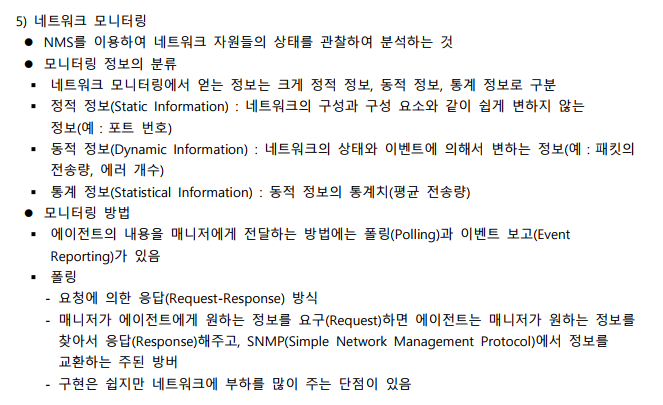 5) 네트워크 모니터링
● NMS를 이용하여 네트워크 자원들의 상태를 관찰하여 분석하는 것
● 모니터링 정보의 분류
▪ 네트워크 모니터링에서 얻는 정보는 크게 정적 정보, 동적 정보, 통계 정보로 구분
▪ 정적 정보(Static Information) : 네트워크의 구성과 구성 요소와 같이 쉽게 변하지 않는
정보(예 : 포트 번호)
▪ 동적 정보(Dynamic Information) : 네트워크의 상태와 이벤트에 의해서 변하는 정보(예 : 패킷의
전송량, 에러 개수)
▪ 통계 정보(Statistical Information) : 동적 정보의 통계치(평균 전송량)
● 모니터링 방법
▪ 에이전트의 내용을 매니저에게 전달하는 방법에는 폴링(Polling)과 이벤트 보고(Event
Reporting)가 있음
▪ 폴링
- 요청에 의한 응답(Request-Response) 방식
- 매니저가 에이전트에게 원하는 정보를 요구(Request)하면 에이전트는 매니저가 원하는 정보를
찾아서 응답(Response)해주고, SNMP(Simple Network Management Protocol)에서 정보를
교환하는 주된 방버
- 구현은 쉽지만 네트워크에 부하를 많이 주는 단점이 있음